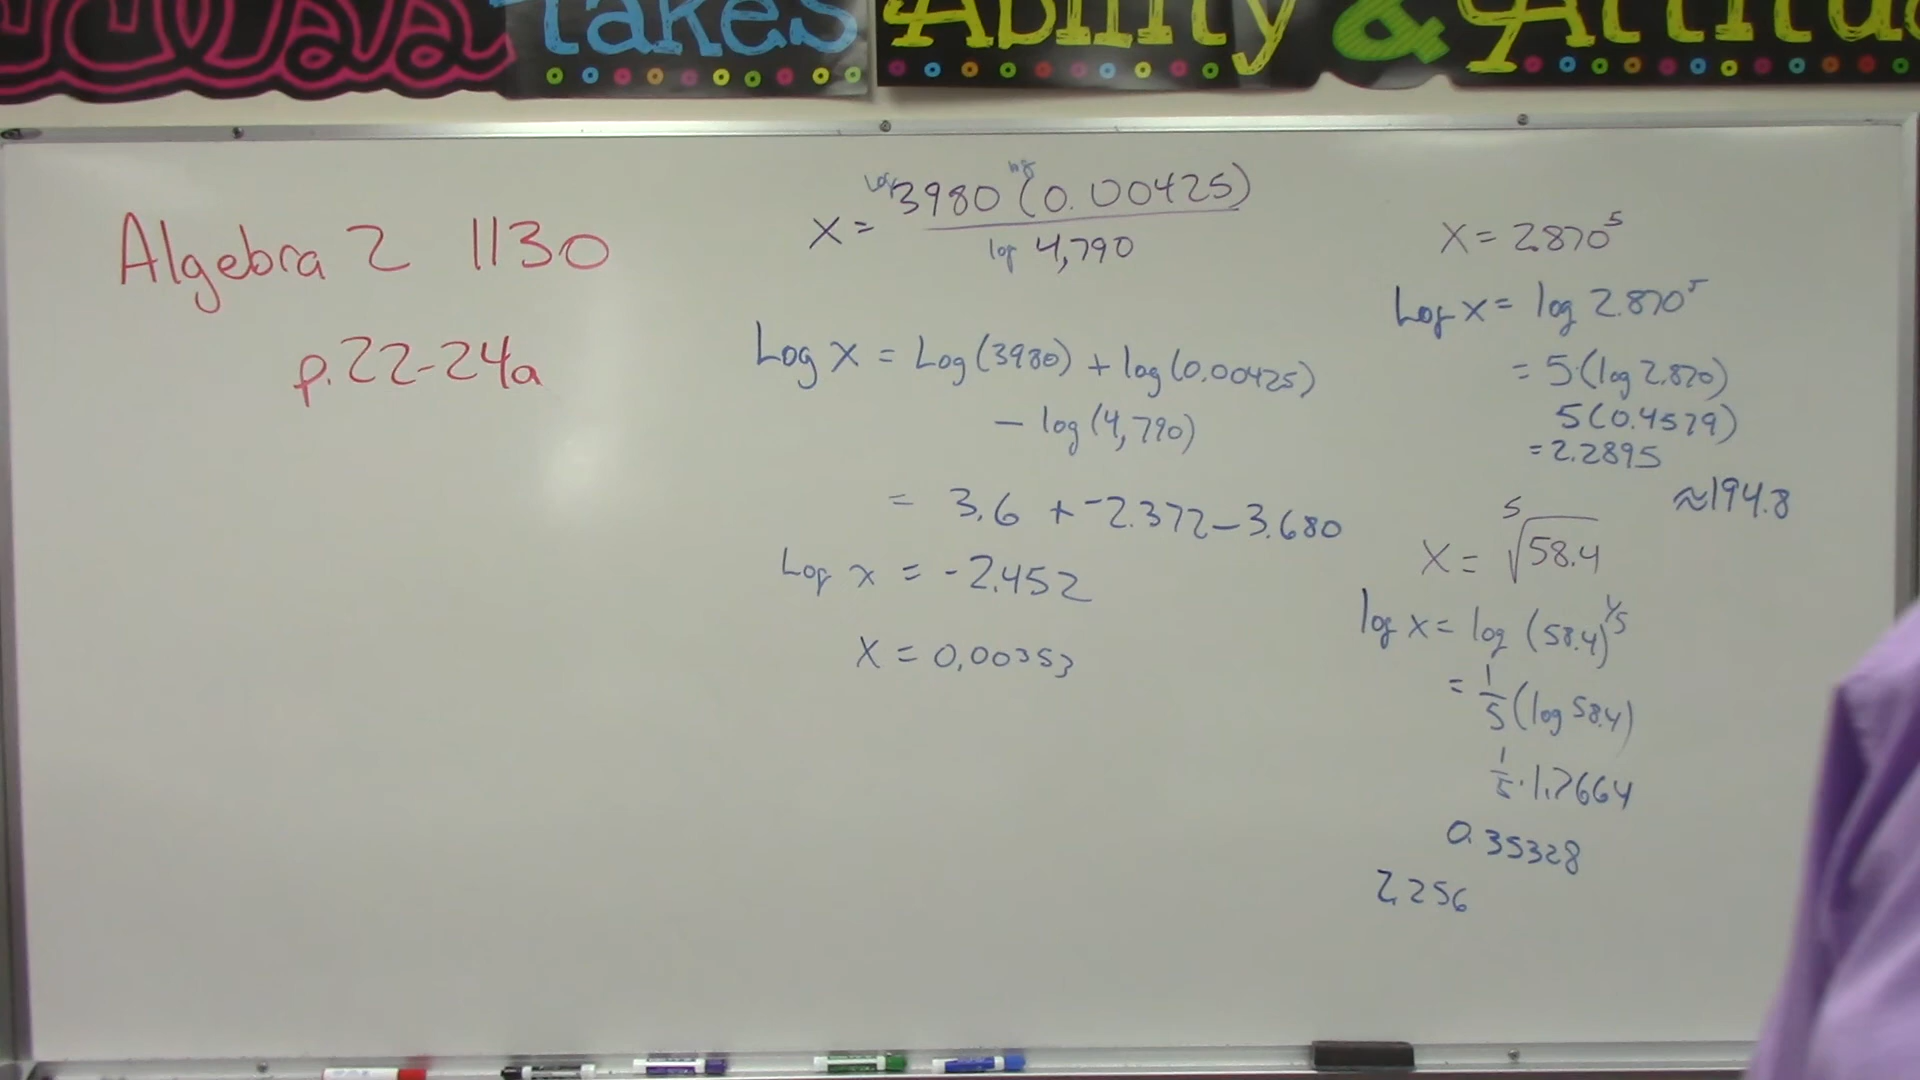 Takes Ability & Attitu
Algebra 2 1130
p.22-24a
x = log 3980 log (0.00425)
log 4,790
Log x = Log (3980) + log (0.00425)
- log (4,790)
= 3.6 + -2.372 - 3.680
Log x = -2.452
x = 0.00353
x = 2.870⁵
Log x = log 2.870⁵
= 5·(log 2.870)
5(0.4579)
= 2.2895
≈194.8
x = ⁵√58.4
log x = log (58.4)^1/5
= 1/5 (log 58.4)
1/5 · 1.7664
0.35328
2.256